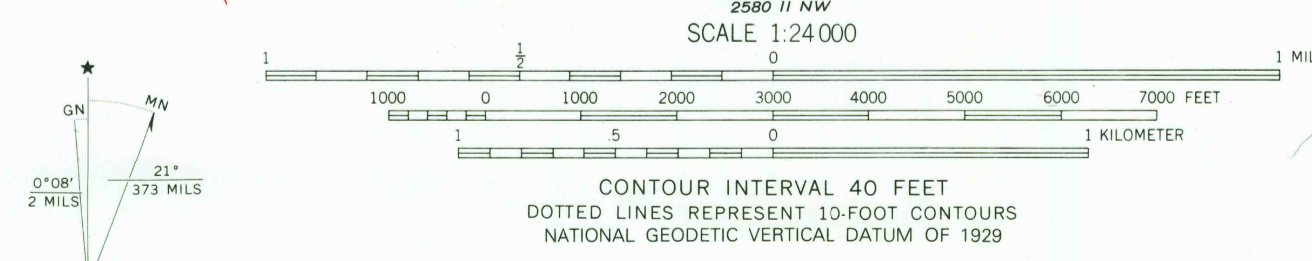 2580 II NW
SCALE 1:24 000
1 1/2 0 1 MIL
1000 0 1000 2000 3000 4000 5000 6000 7000 FEET
1 .5 0 1 KILOMETER
CONTOUR INTERVAL 40 FEET
DOTTED LINES REPRESENT 10-FOOT CONTOURS
NATIONAL GEODETIC VERTICAL DATUM OF 1929
★
GN
MN
0°08′
2 MILS
21°
373 MILS